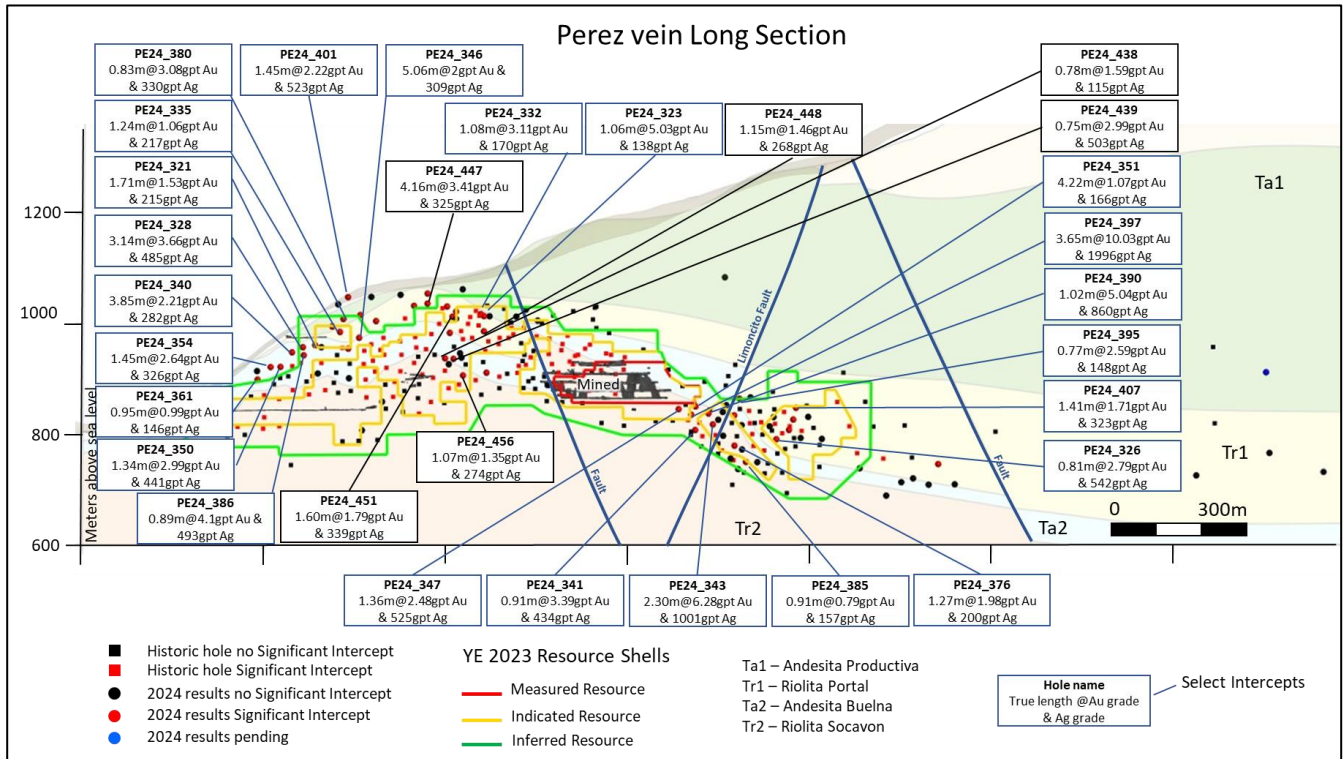 Perez vein Long Section
PE24_380
0.83m@3.08gpt Au
& 330gpt Ag
PE24_401
1.45m@2.22gpt Au
& 523gpt Ag
PE24_346
5.06m@2gpt Au &
309gpt Ag
PE24_438
0.78m@1.59gpt Au
& 115gpt Ag
PE24_335
1.24m@1.06gpt Au
& 217gpt Ag
PE24_332
1.08m@3.11gpt Au
& 170gpt Ag
PE24_323
1.06m@5.03gpt Au
& 138gpt Ag
PE24_448
1.15m@1.46gpt Au
& 268gpt Ag
PE24_439
0.75m@2.99gpt Au
& 503gpt Ag
PE24_321
1.71m@1.53gpt Au
& 215gpt Ag
PE24_447
4.16m@3.41gpt Au
& 325gpt Ag
PE24_351
4.22m@1.07gpt Au
& 166gpt Ag
Ta1
1200
PE24_328
3.14m@3.66gpt Au
& 485gpt Ag
PE24_397
3.65m@10.03gpt Au
& 1996gpt Ag
PE24_340
3.85m@2.21gpt Au
& 282gpt Ag
PE24_390
1.02m@5.04gpt Au
& 860gpt Ag
1000
Limoncito Fault
PE24_354
1.45m@2.64gpt Au
& 326gpt Ag
PE24_395
0.77m@2.59gpt Au
& 148gpt Ag
Mined
PE24_361
0.95m@0.99gpt Au
& 146gpt Ag
PE24_407
1.41m@1.71gpt Au
& 323gpt Ag
800
Meters above sea level
PE24_350
1.34m@2.99gpt Au
& 441gpt Ag
PE24_456
1.07m@1.35gpt Au
& 274gpt Ag
PE24_326
0.81m@2.79gpt Au
& 542gpt Ag
Tr1
Fault
Fault
PE24_386
0.89m@4.1gpt Au &
493gpt Ag
PE24_451
1.60m@1.79gpt Au
& 339gpt Ag
Tr2
Ta2
0 300m
600
PE24_347
1.36m@2.48gpt Au
& 525gpt Ag
PE24_341
0.91m@3.39gpt Au
& 434gpt Ag
PE24_343
2.30m@6.28gpt Au
& 1001gpt Ag
PE24_385
0.91m@0.79gpt Au
& 157gpt Ag
PE24_376
1.27m@1.98gpt Au
& 200gpt Ag
Historic hole no Significant Intercept
Historic hole Significant Intercept
2024 results no Significant Intercept
2024 results Significant Intercept
2024 results pending
YE 2023 Resource Shells
Measured Resource
Indicated Resource
Inferred Resource
Ta1 – Andesita Productiva
Tr1 – Riolita Portal
Ta2 – Andesita Buelna
Tr2 – Riolita Socavon
Hole name
True length @Au grade
& Ag grade
Select Intercepts